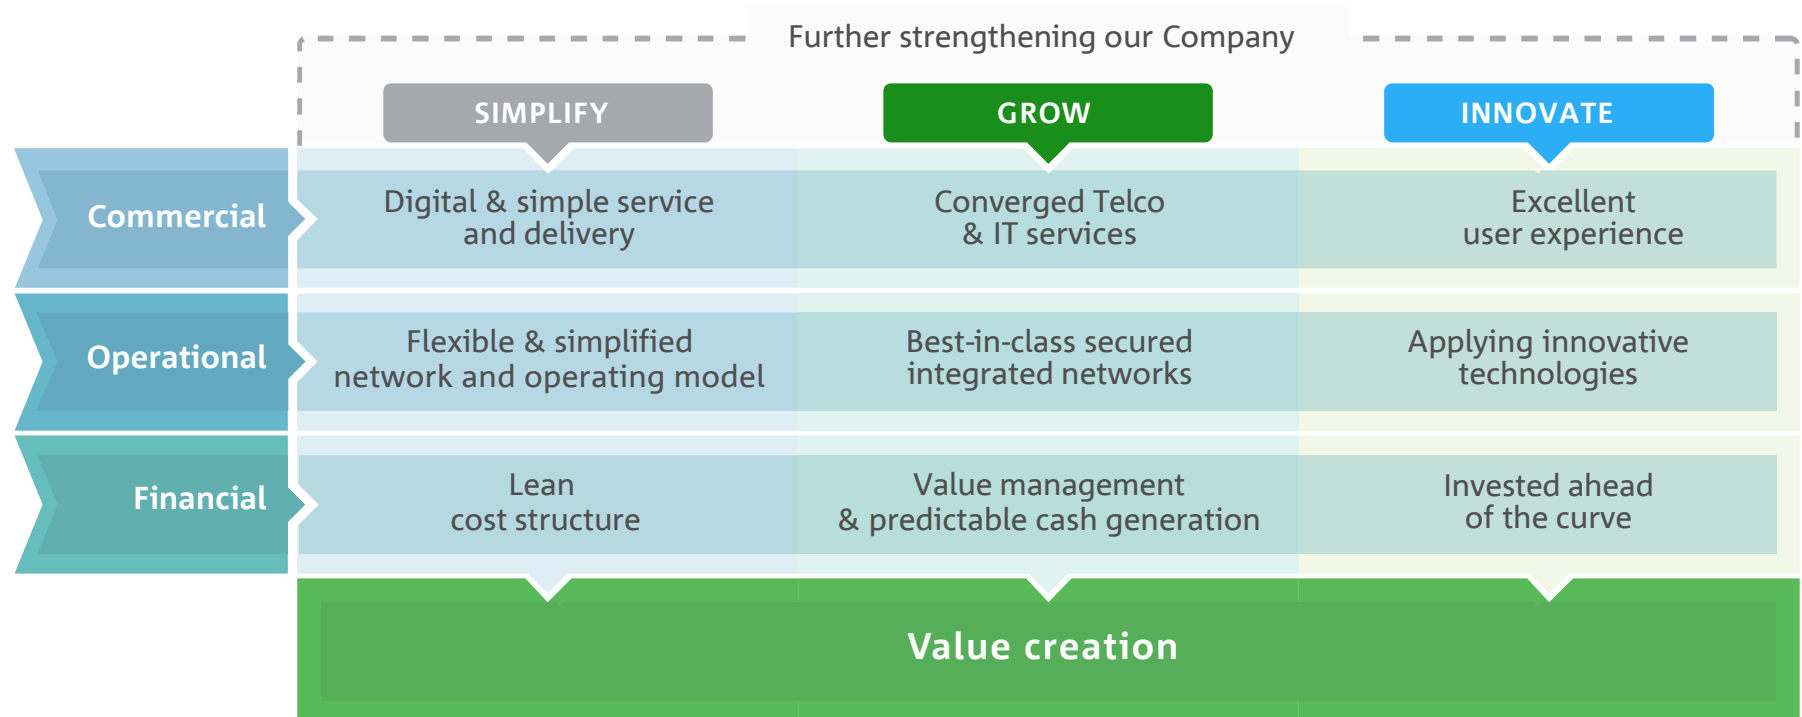 Further strengthening our Company
SIMPLIFY
GROW
INNOVATE
Commercial
Digital & simple service
and delivery
Converged Telco
& IT services
Excellent
user experience
Operational
Flexible & simplified
network and operating model
Best-in-class secured
integrated networks
Applying innovative
technologies
Financial
Lean
cost structure
Value management
& predictable cash generation
Invested ahead
of the curve
Value creation